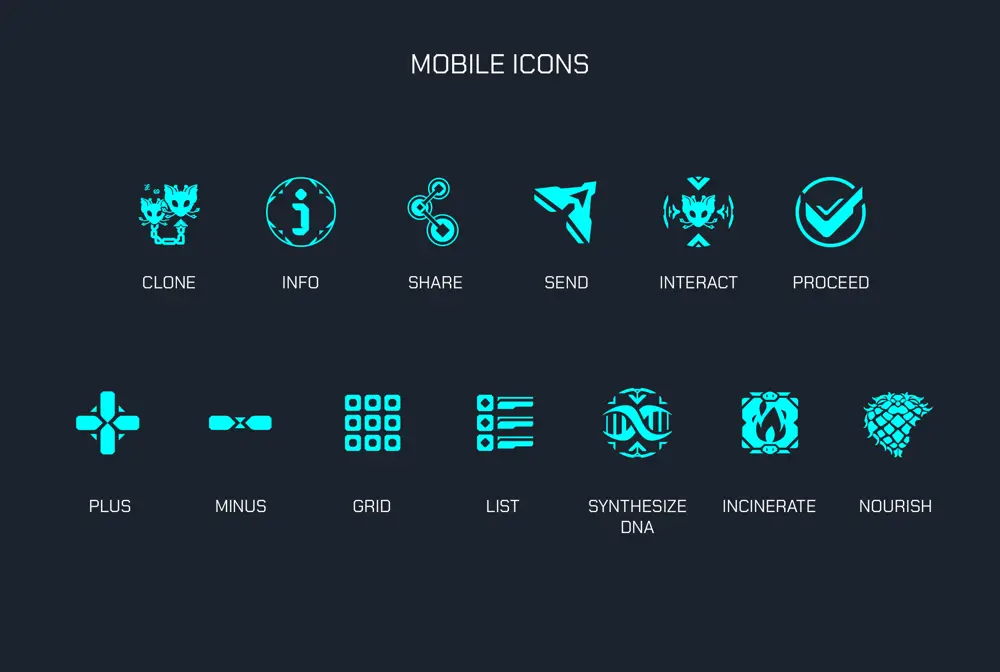 MOBILE ICONS
CLONE
INFO
SHARE
SEND
INTERACT
PROCEED
PLUS
MINUS
GRID
LIST
SYNTHESIZE
DNA
INCINERATE
NOURISH